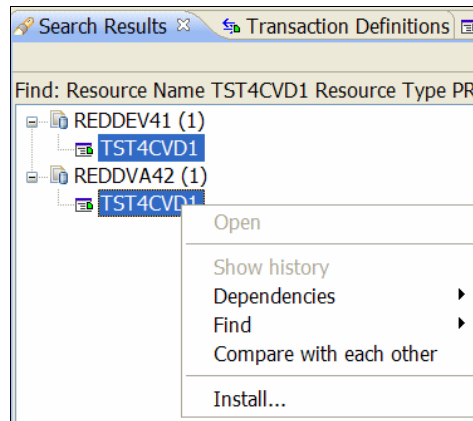 Search Results Transaction Definitions
Find: Resource Name TST4CVD1 Resource Type PR
REDDEV41 (1)
TST4CVD1
REDDVA42 (1)
TST4CVD1
Open
Show history
Dependencies
Find
Compare with each other
Install...